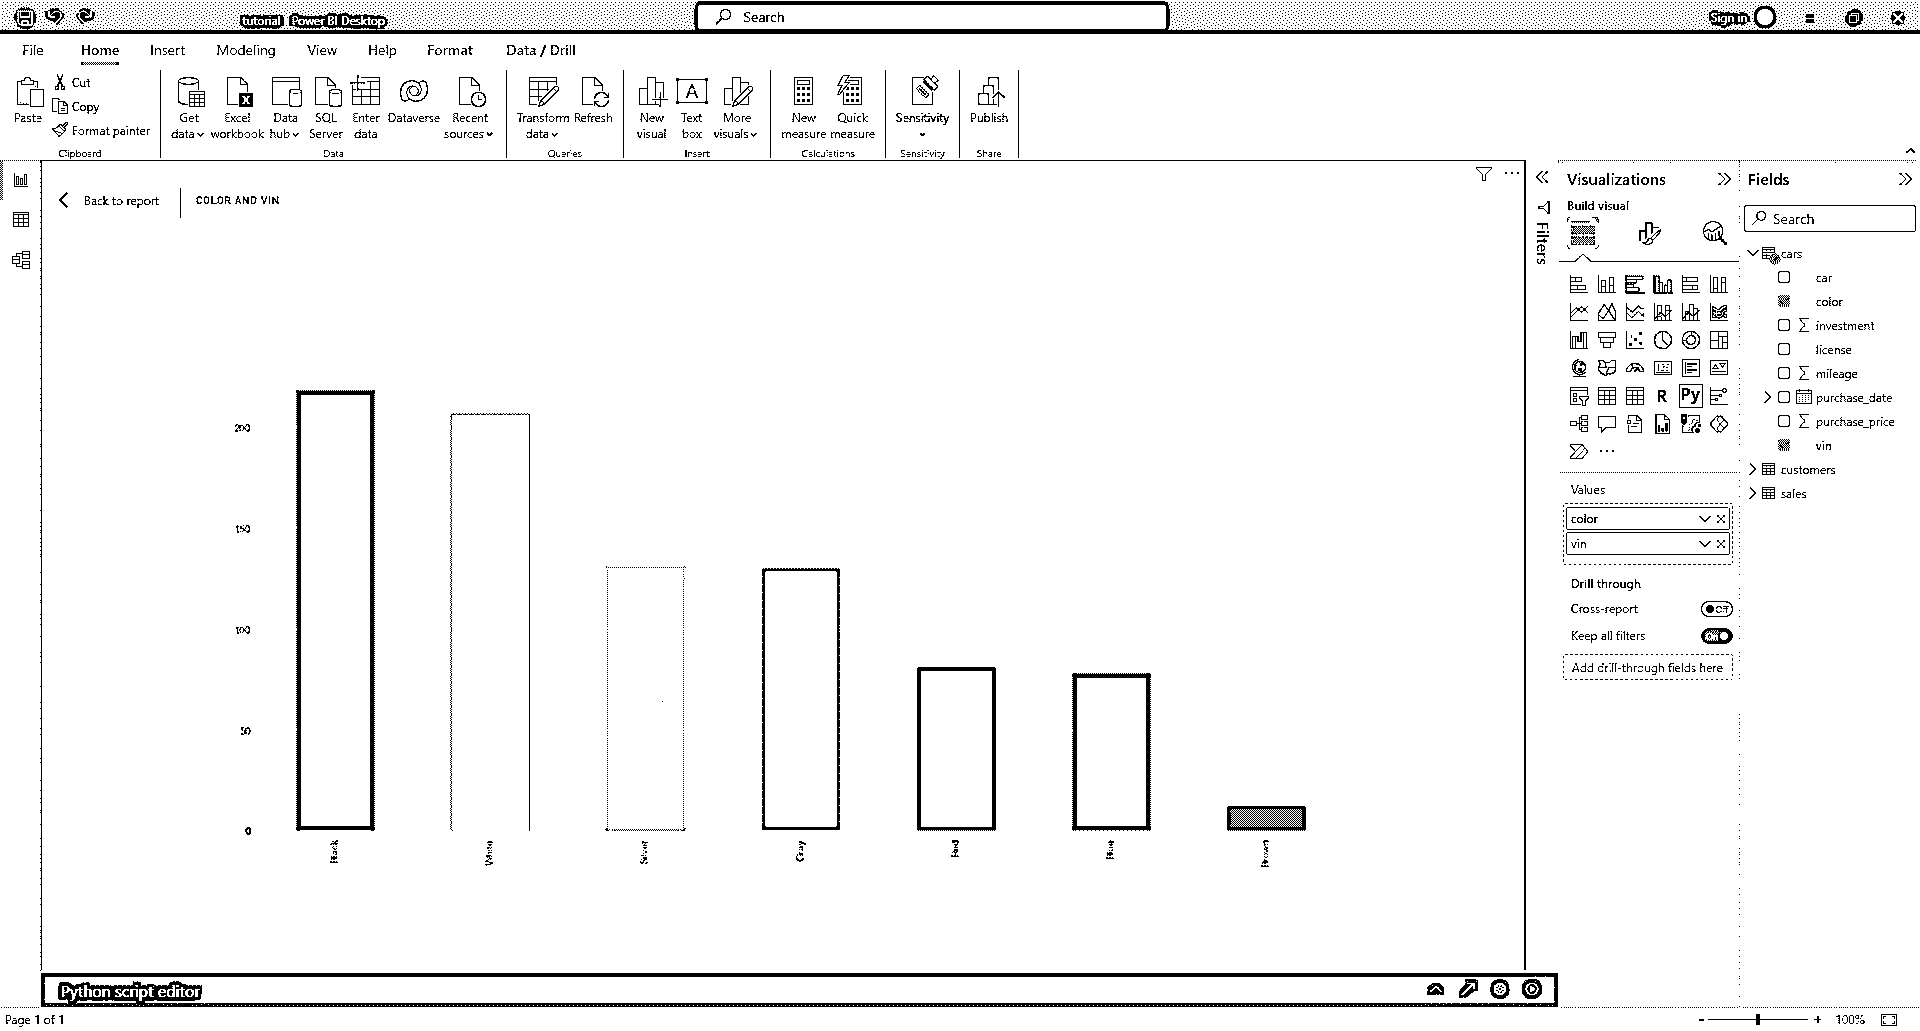 tutorial Power BI Desktop
Search
Sign in
File Home Insert Modeling View Help Format Data / Drill
Paste
Cut
Copy
Format painter
Clipboard
Get data
Excel workbook
Data hub
SQL Server
Enter data
Dataverse
Recent sources
Data
Transform data
Refresh
Queries
New visual
Text box
More visuals
Insert
New measure
Quick measure
Calculations
Sensitivity
Sensitivity
Publish
Share
Back to report
COLOR AND VIN
200
150
100
50
0
Black
White
Silver
Gray
Red
Blue
Brown
Python script editor
Filters
Visualizations
Build visual
R
Py
Values
color
vin
Drill through
Cross-report
Off
Keep all filters
On
Add drill-through fields here
Fields
Search
cars
car
color
investment
license
mileage
purchase_date
purchase_price
vin
customers
sales
Page 1 of 1
100%